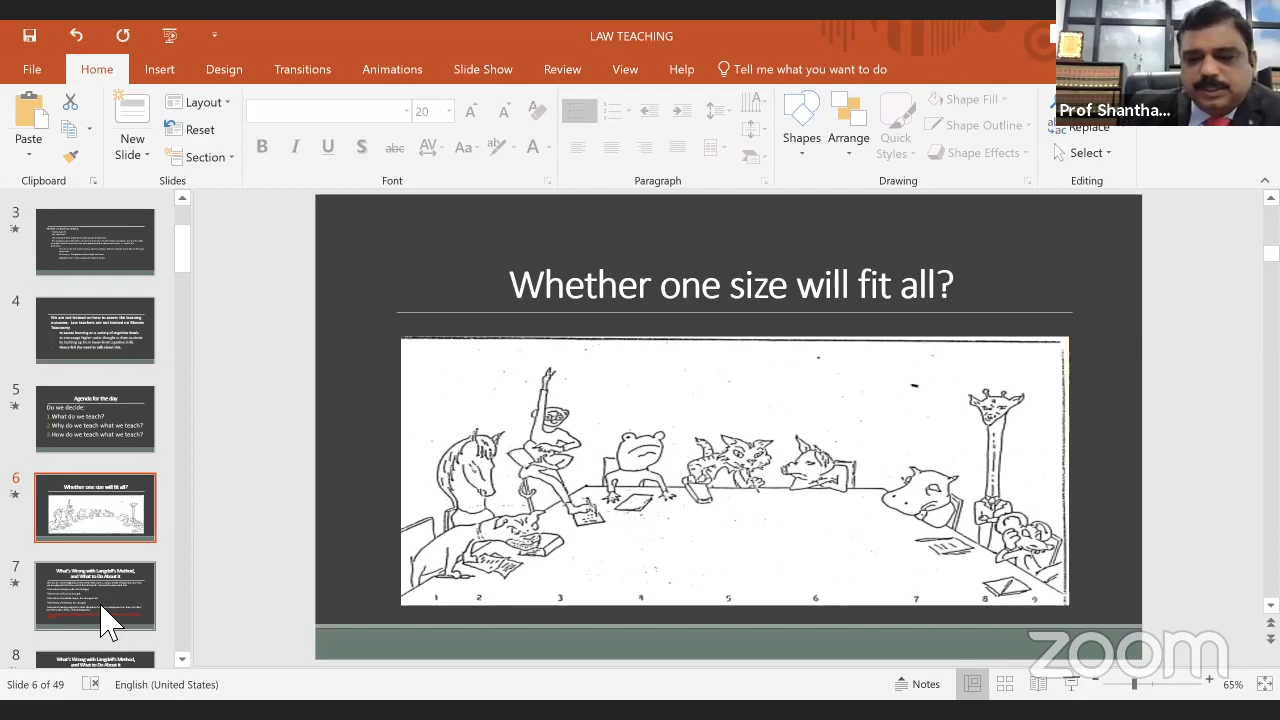 LAW TEACHING
File Home Insert Design Transitions Animations Slide Show Review View Help Tell me what you want to do
Prof Shantha...
Paste
New
Slide
Layout
Reset
Section
20
Shapes
Arrange
Quick
Styles
Shape Fill
Shape Outline
Shape Effects
Replace
Select
Clipboard Slides Font Paragraph Drawing Editing
3
4
5
Agenda for the day
Do we decide:
1. What do we teach?
2. Why do we teach what we teach?
3. How do we teach what we teach?
6
Whether one size will fit all?
7
What's Wrong with Langdell's Method,
and What to Do About it
8
What's Wrong with Langdell's Method,
and What to Do About it
Whether one size will fit all?
1 2 3 4 5 6 7 8 9
zoom
Slide 6 of 49 English (United States) Notes 65%